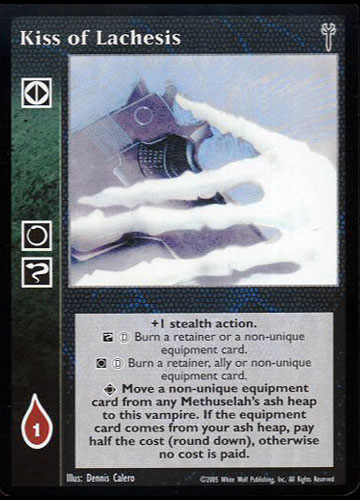 Kiss of Lachesis
+1 stealth action.
D Burn a retainer or a non-unique
equipment card.
D Burn a retainer, ally or non-unique
equipment card.
Move a non-unique equipment
card from any Methuselah's ash heap
to this vampire. If the equipment
card comes from your ash heap, pay
half the cost (round down), otherwise
no cost is paid.
1
Illus: Dennis Calero
©2005 White Wolf Publishing, Inc. All Rights Reserved